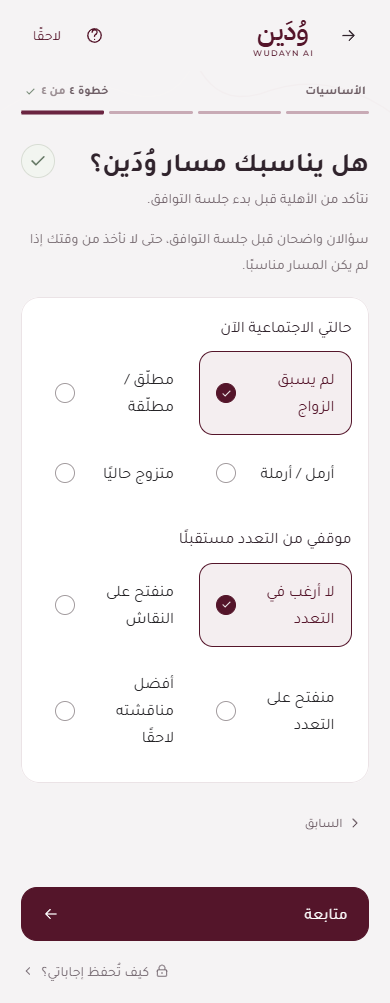 وُدَين
WUDAYN AI
لاحقًا
الأساسيات
خطوة ٤ من ٤
هل يناسبك مسار وُدَين؟
نتأكد من الأهلية قبل بدء جلسة التوافق.
سؤالان واضحان قبل جلسة التوافق، حتى لا نأخذ من وقتك إذا
لم يكن المسار مناسبًا.
حالتي الاجتماعية الآن
لم يسبق
الزواج
مطلّق /
مطلّقة
أرمل / أرملة
متزوج حاليًا
موقفي من التعدد مستقبلًا
لا أرغب في
التعدد
منفتح على
النقاش
منفتح على
التعدد
أفضل
مناقشته
لاحقًا
السابق
متابعة
كيف تُحفظ إجاباتي؟